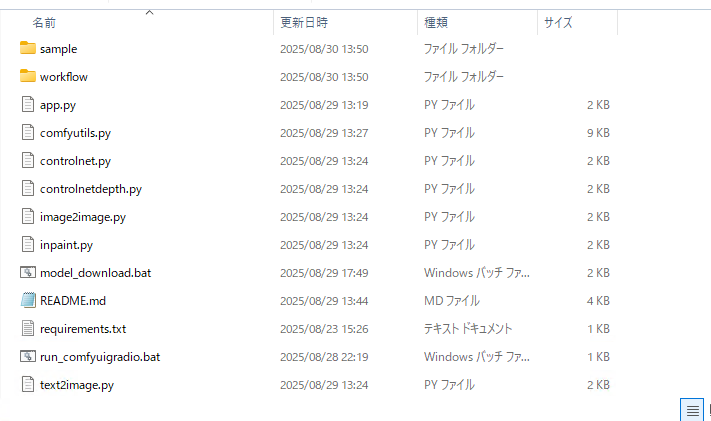 名前 更新日時 種類 サイズ
sample 2025/08/30 13:50 ファイル フォルダー
workflow 2025/08/30 13:50 ファイル フォルダー
app.py 2025/08/29 13:19 PY ファイル 2 KB
comfyutils.py 2025/08/29 13:27 PY ファイル 9 KB
controlnet.py 2025/08/29 13:24 PY ファイル 2 KB
controlnetdepth.py 2025/08/29 13:24 PY ファイル 2 KB
image2image.py 2025/08/29 13:24 PY ファイル 2 KB
inpaint.py 2025/08/29 13:24 PY ファイル 2 KB
model_download.bat 2025/08/29 17:49 Windows バッチ ファ... 2 KB
README.md 2025/08/29 13:44 MD ファイル 4 KB
requirements.txt 2025/08/23 15:26 テキスト ドキュメント 1 KB
run_comfyuigradio.bat 2025/08/28 22:19 Windows バッチ ファ... 1 KB
text2image.py 2025/08/29 13:24 PY ファイル 2 KB